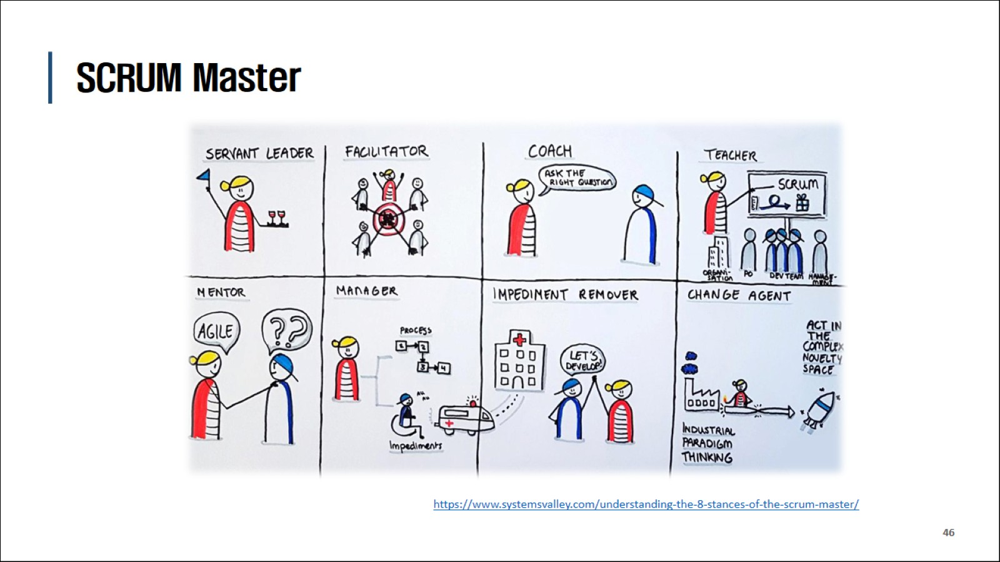 SCRUM Master
SERVANT LEADER
FACILITATOR
COACH
ASK THE
RIGHT QUESTION
TEACHER
SCRUM
ORGANI-
SATION
PO
DEV TEAM
MANAGE-
MENT
MENTOR
AGILE
??
MANAGER
PROCESS
1
2
3
4
AU
AU
Impediments
IMPEDIMENT REMOVER
LET'S
DEVELOP!
CHANGE AGENT
ACT IN
THE
COMPLEX
NOVELTY
SPACE
INDUSTRIAL
PARADIGM
THINKING
https://www.systemsvalley.com/understanding-the-8-stances-of-the-scrum-master/
46